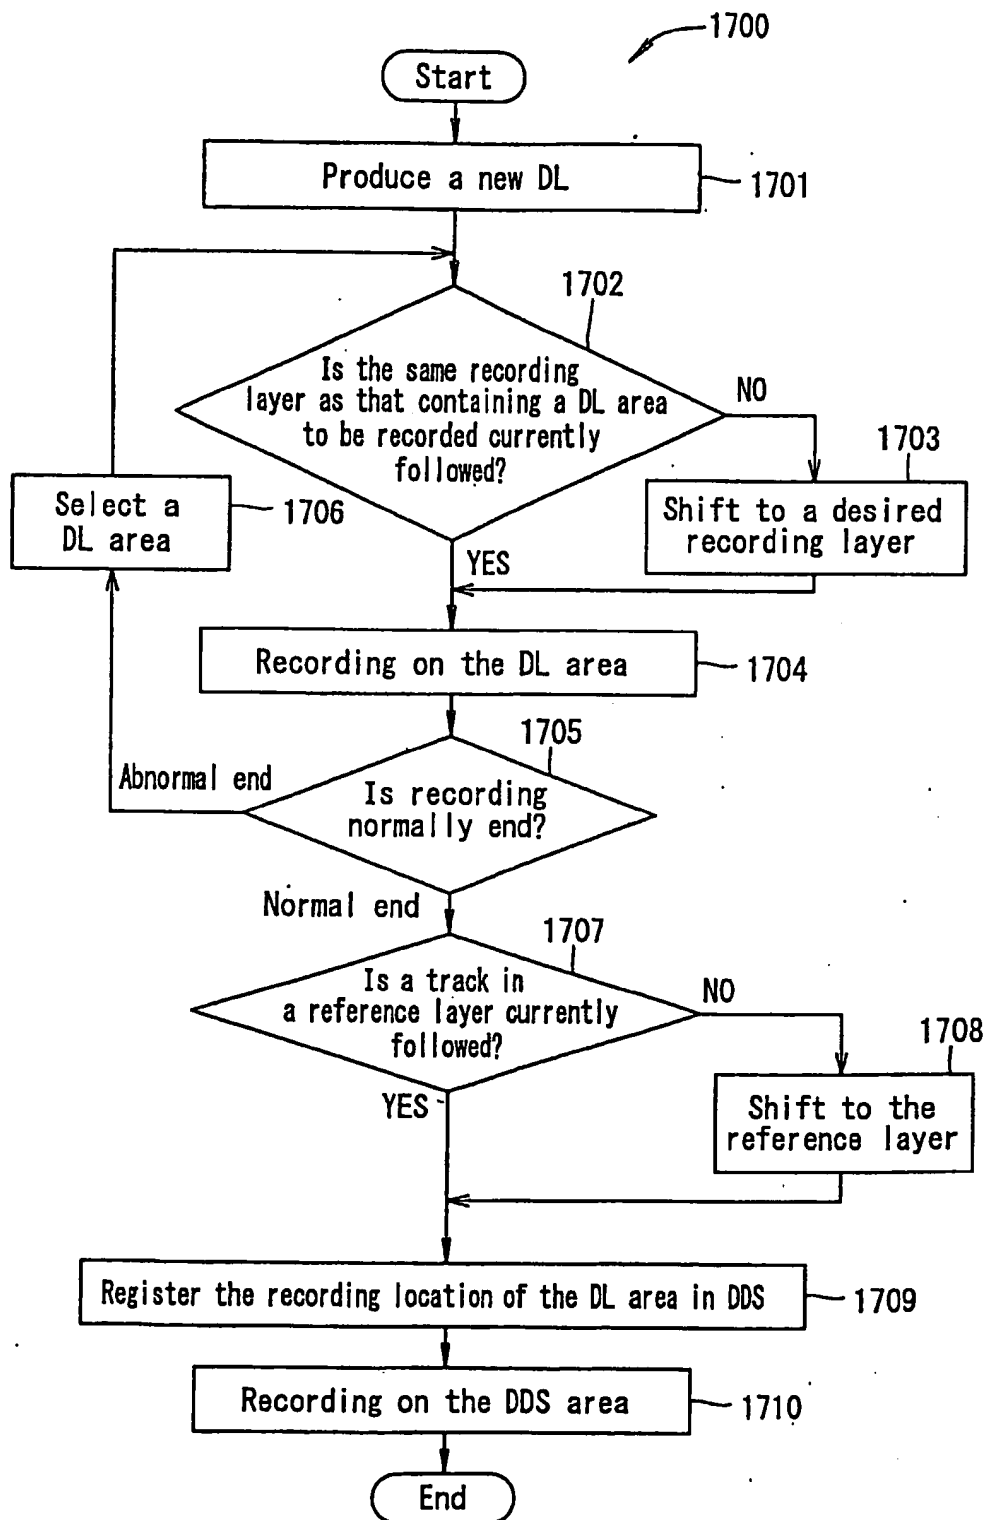 1700
Start
Produce a new DL
1701
1702
Is the same recording
layer as that containing a DL area
to be recorded currently
followed?
NO
1703
Shift to a desired
recording layer
Select a
DL area
1706
YES
Recording on the DL area
1704
1705
Is recording
normally end?
Abnormal end
Normal end
1707
Is a track in
a reference layer currently
followed?
NO
1708
Shift to the
reference layer
YES
Register the recording location of the DL area in DDS
1709
Recording on the DDS area
1710
End